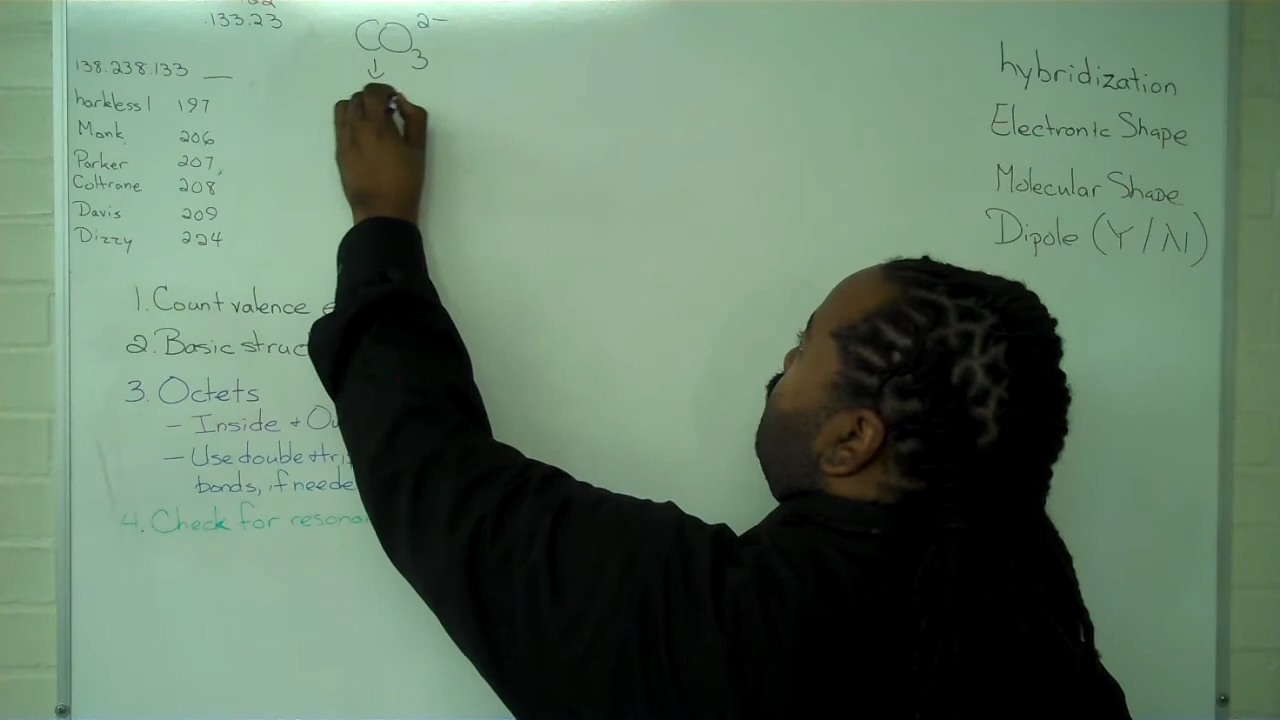 .133.23
138.238.133 __
harkless1 197
Monk 206
Parker 207
Coltrane 208
Davis 209
Dizzy 224
CO3 2-
1. Count valence
2. Basic struc
3. Octets
- Inside + Ou
- Use double + tri
bonds, if neede
4. Check for resona
hybridization
Electronic Shape
Molecular Shape
Dipole (Y/N)